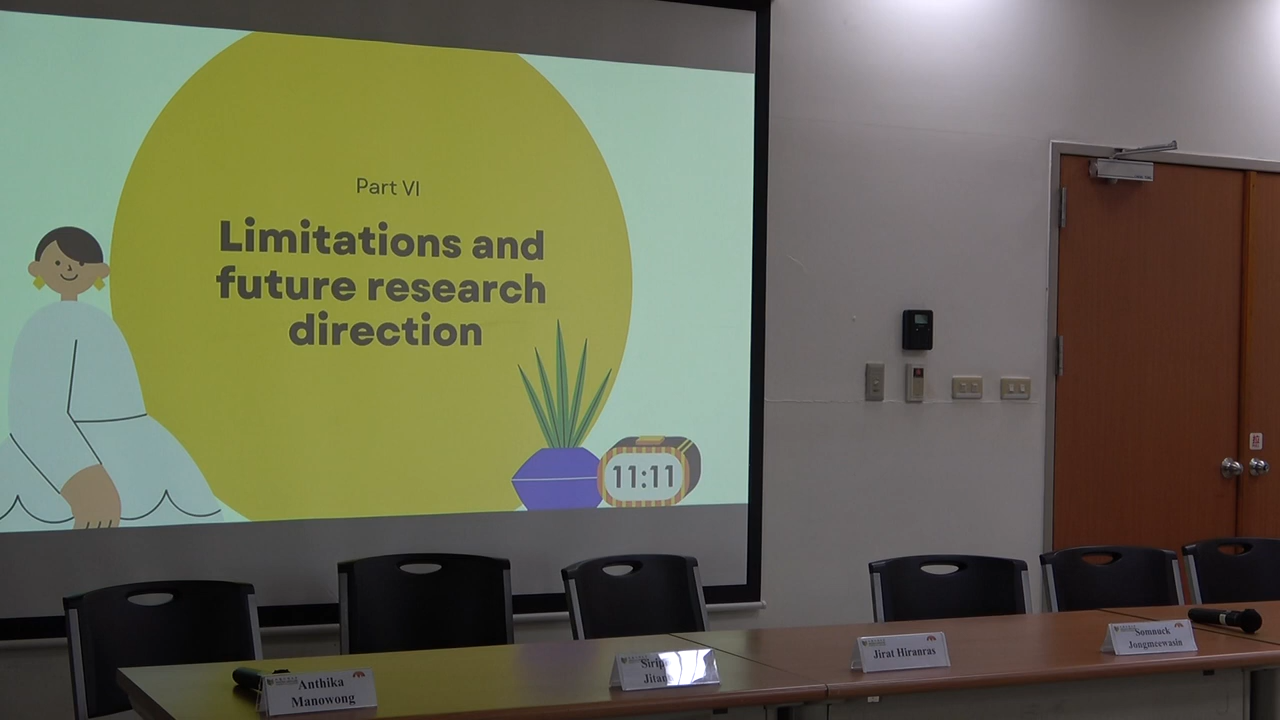 Part VI
Limitations and
future research
direction
11:11
Anthika
Manowong
Jirat Hiranras
Somnuck
Jongmeewasin